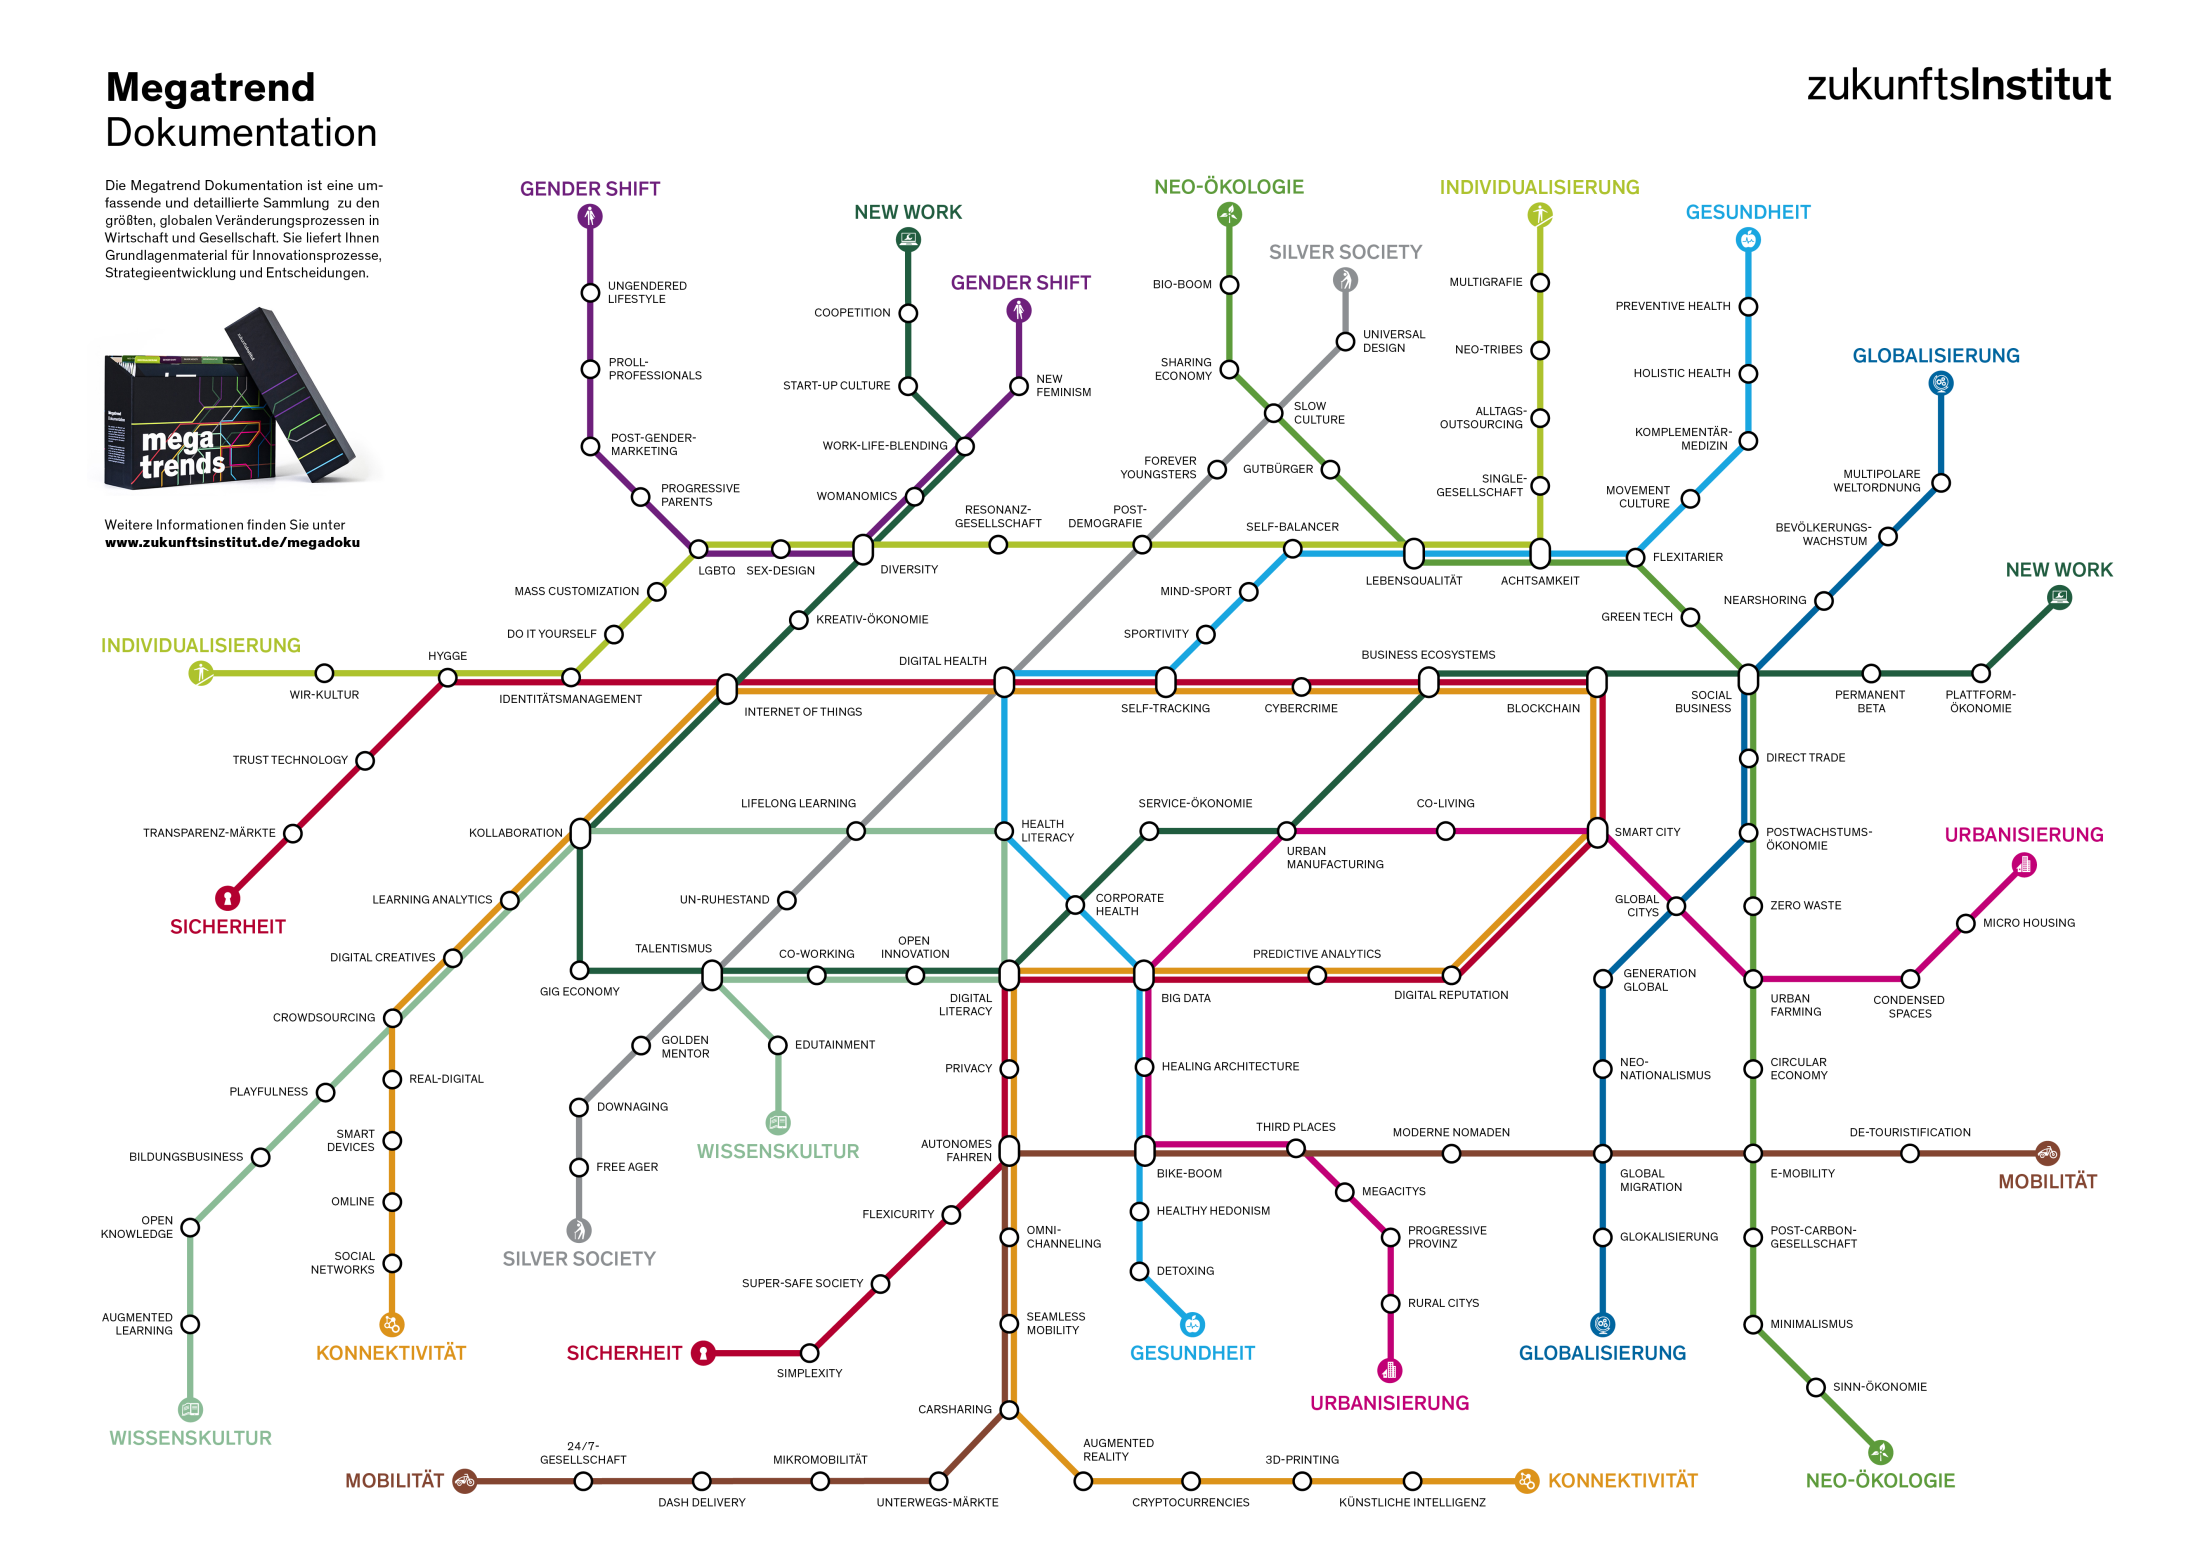 Megatrend
Dokumentation
zukunftsInstitut
Die Megatrend Dokumentation ist eine um-
fassende und detaillierte Sammlung zu den
größten, globalen Veränderungsprozessen in
Wirtschaft und Gesellschaft. Sie liefert Ihnen
Grundlagenmaterial für Innovationsprozesse,
Strategieentwicklung und Entscheidungen.
mega
trends
Weitere Informationen finden Sie unter
www.zukunftsinstitut.de/megadoku
GENDER SHIFT
NEW WORK
GENDER SHIFT
NEO-ÖKOLOGIE
SILVER SOCIETY
INDIVIDUALISIERUNG
GESUNDHEIT
GLOBALISIERUNG
UNGENDERED
LIFESTYLE
PROLL-
PROFESSIONALS
POST-GENDER-
MARKETING
PROGRESSIVE
PARENTS
COOPETITION
START-UP CULTURE
WORK-LIFE-BLENDING
WOMANOMICS
NEW
FEMINISM
BIO-BOOM
SHARING
ECONOMY
UNIVERSAL
DESIGN
SLOW
CULTURE
FOREVER
YOUNGSTERS
GUTBÜRGER
MULTIGRAFIE
NEO-TRIBES
ALLTAGS-
OUTSOURCING
SINGLE-
GESELLSCHAFT
PREVENTIVE HEALTH
HOLISTIC HEALTH
KOMPLEMENTÄR-
MEDIZIN
MOVEMENT
CULTURE
MULTIPOLARE
WELTORDNUNG
BEVÖLKERUNGS-
WACHSTUM
NEARSHORING
NEW WORK
RESONANZ-
GESELLSCHAFT
POST-
DEMOGRAFIE
SELF-BALANCER
LGBTQ
SEX-DESIGN
DIVERSITY
LEBENSQUALITÄT
ACHTSAMKEIT
FLEXITARIER
MASS CUSTOMIZATION
DO IT YOURSELF
KREATIV-ÖKONOMIE
MIND-SPORT
SPORTIVITY
GREEN TECH
INDIVIDUALISIERUNG
WIR-KULTUR
HYGGE
IDENTITÄTSMANAGEMENT
INTERNET OF THINGS
DIGITAL HEALTH
SELF-TRACKING
CYBERCRIME
BUSINESS ECOSYSTEMS
BLOCKCHAIN
SOCIAL
BUSINESS
PERMANENT
BETA
PLATTFORM-
ÖKONOMIE
TRUST TECHNOLOGY
TRANSPARENZ-MÄRKTE
SICHERHEIT
DIRECT TRADE
KOLLABORATION
LIFELONG LEARNING
HEALTH
LITERACY
SERVICE-ÖKONOMIE
URBAN
MANUFACTURING
CO-LIVING
SMART CITY
POSTWACHSTUMS-
ÖKONOMIE
URBANISIERUNG
LEARNING ANALYTICS
DIGITAL CREATIVES
CROWDSOURCING
UN-RUHESTAND
CORPORATE
HEALTH
GLOBAL
CITYS
ZERO WASTE
MICRO HOUSING
GIG ECONOMY
TALENTISMUS
CO-WORKING
OPEN
INNOVATION
DIGITAL
LITERACY
BIG DATA
PREDICTIVE ANALYTICS
DIGITAL REPUTATION
GENERATION
GLOBAL
URBAN
FARMING
CONDENSED
SPACES
GOLDEN
MENTOR
EDUTAINMENT
PRIVACY
HEALING ARCHITECTURE
NEO-
NATIONALISMUS
CIRCULAR
ECONOMY
PLAYFULNESS
REAL-DIGITAL
DOWNAGING
WISSENSKULTUR
BILDUNGSBUSINESS
SMART
DEVICES
FREE AGER
AUTONOMES
FAHREN
BIKE-BOOM
THIRD PLACES
MODERNE NOMADEN
GLOBAL
MIGRATION
E-MOBILITY
DE-TOURISTIFICATION
MOBILITÄT
OPEN
KNOWLEDGE
OMLINE
SOCIAL
NETWORKS
SILVER SOCIETY
FLEXICURITY
OMNI-
CHANNELING
HEALTHY HEDONISM
MEGACITYS
PROGRESSIVE
PROVINZ
GLOKALISIERUNG
POST-CARBON-
GESELLSCHAFT
SUPER-SAFE SOCIETY
DETOXING
RURAL CITYS
AUGMENTED
LEARNING
KONNEKTIVITÄT
SICHERHEIT
SIMPLEXITY
SEAMLESS
MOBILITY
GESUNDHEIT
URBANISIERUNG
GLOBALISIERUNG
MINIMALISMUS
SINN-ÖKONOMIE
WISSENSKULTUR
CARSHARING
MOBILITÄT
24/7-
GESELLSCHAFT
DASH DELIVERY
MIKROMOBILITÄT
UNTERWEGS-MÄRKTE
AUGMENTED
REALITY
CRYPTOCURRENCIES
3D-PRINTING
KÜNSTLICHE INTELLIGENZ
KONNEKTIVITÄT
NEO-ÖKOLOGIE